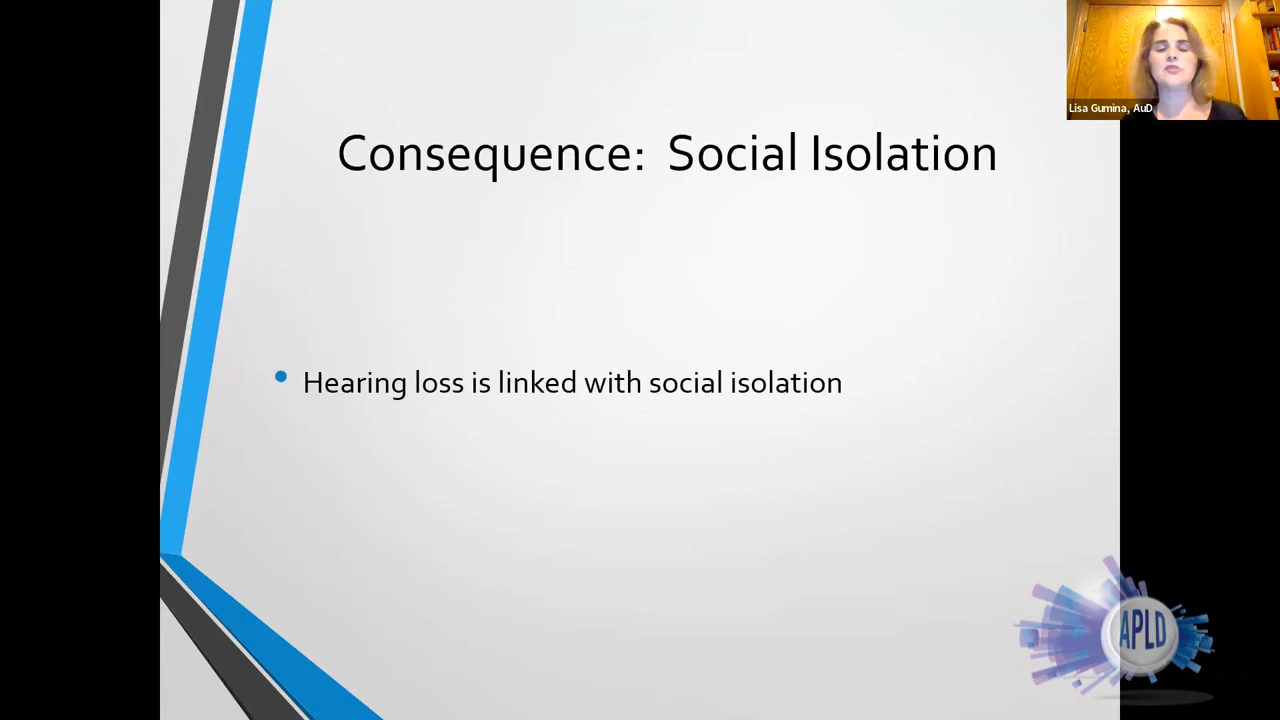 Consequence: Social Isolation
Lisa Gumina, AuD
Hearing loss is linked with social isolation
APLD